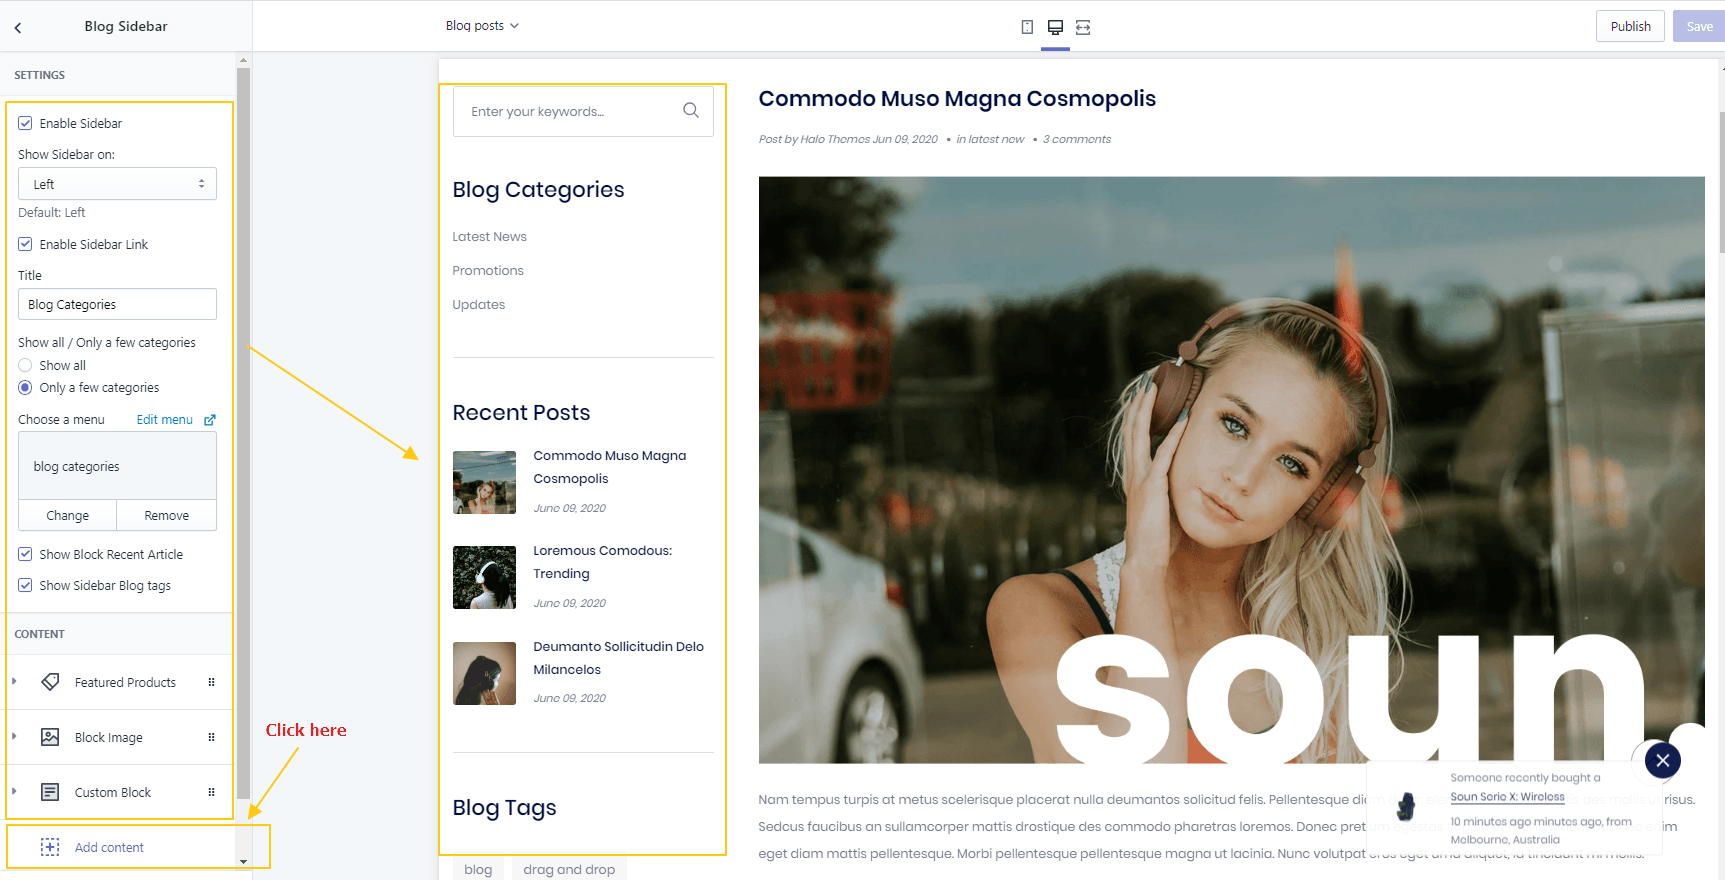 Blog Sidebar
Blog posts
Publish
Save
SETTINGS
Enable Sidebar
Show Sidebar on:
Left
Default: Left
Enable Sidebar Link
Title
Blog Categories
Show all / Only a few categories
Show all
Only a few categories
Choose a menu Edit menu
blog categories
Change Remove
Show Block Recent Article
Show Sidebar Blog tags
CONTENT
Featured Products
Block Image
Custom Block
Add content
Click here
Enter your keywords...
Blog Categories
Latest News
Promotions
Updates
Recent Posts
Commodo Muso Magna
Cosmopolis
June 09, 2020
Loremous Comodous:
Trending
June 09, 2020
Deumanto Sollicitudin Delo
Milancelos
June 09, 2020
Blog Tags
blog drag and drop
Commodo Muso Magna Cosmopolis
Post by Halo Themes Jun 09, 2020 • in latest new • 3 comments
soun.
Nam tempus turpis at metus scelerisque placerat nulla deumantos solicitud felis. Pellentesque risus.
Sedcus faucibus an sullamcorper mattis drostique des commodo pharetras loremos. Donec
eget diam mattis pellentesque. Morbi pellentesque pellentesque magna ut lacinia. Nunc volutpat
Someone recently bought a
Soun Serie X: Wireless
10 minutes ago minutes ago, from
Melbourne, Australia